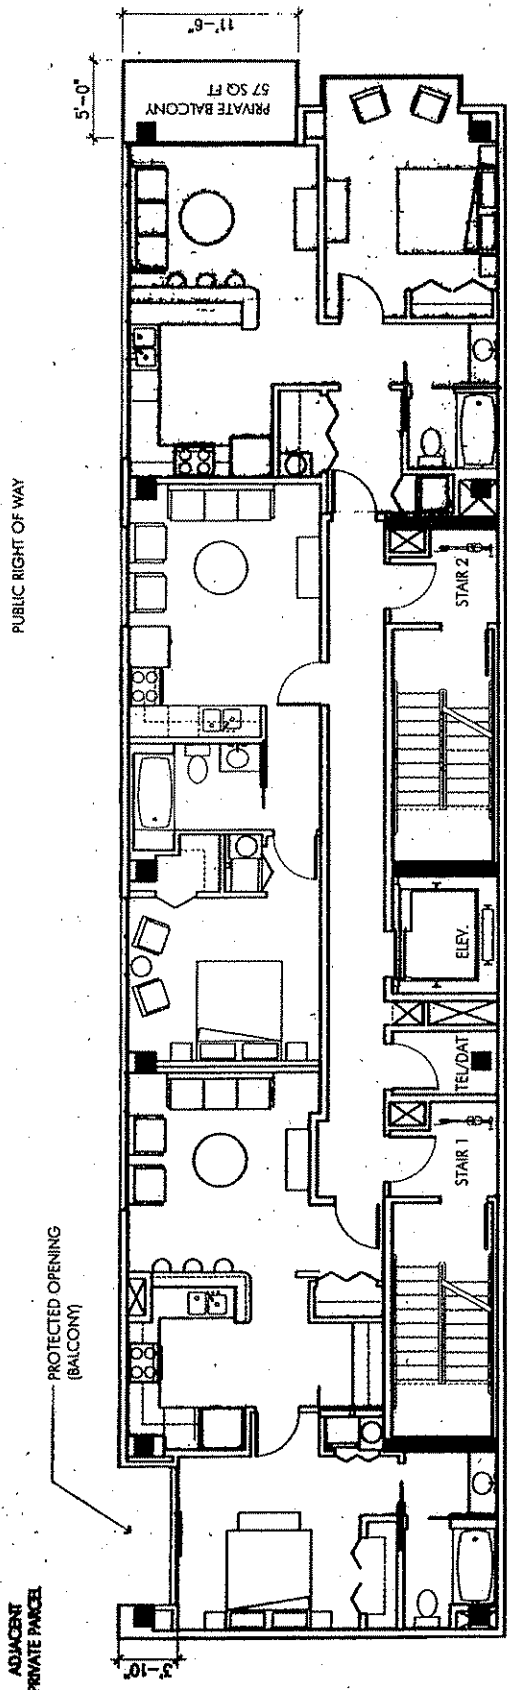 11'-6"
5'-0"
PRIVATE BALCONY
57 SQ FT
PUBLIC RIGHT OF WAY
STAIR 2
ELEV.
TEL/DAT
STAIR 1
PROTECTED OPENING
(BALCONY)
ADJACENT
PRIVATE PARCEL
3'-10"